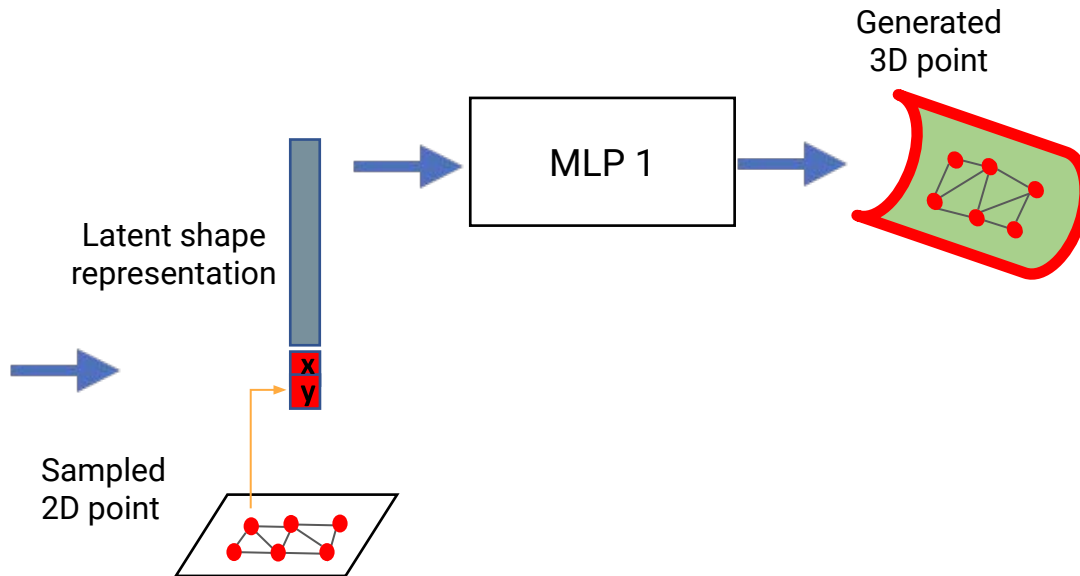 Generated
3D point
MLP 1
Latent shape
representation
x
y
Sampled
2D point